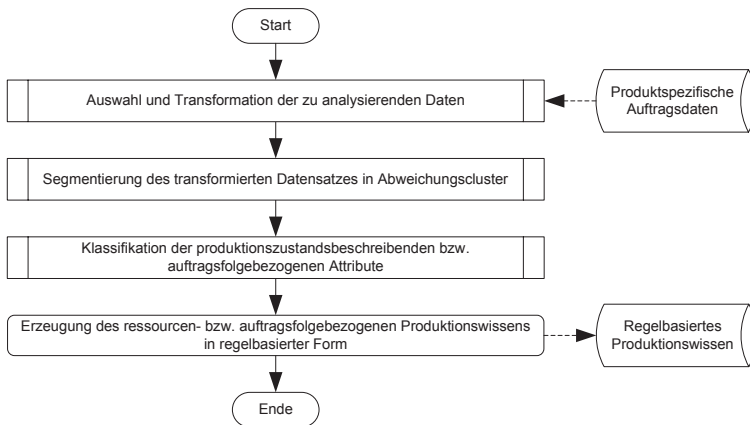 Start
Auswahl und Transformation der zu analysierenden Daten
Produktspezifische
Auftragsdaten
Segmentierung des transformierten Datensatzes in Abweichungscluster
Klassifikation der produktionszustandsbeschreibenden bzw.
auftragsfolgebezogenen Attribute
Erzeugung des ressourcen- bzw. auftragsfolgebezogenen Produktionswissens
in regelbasierter Form
Regelbasiertes
Produktionswissen
Ende